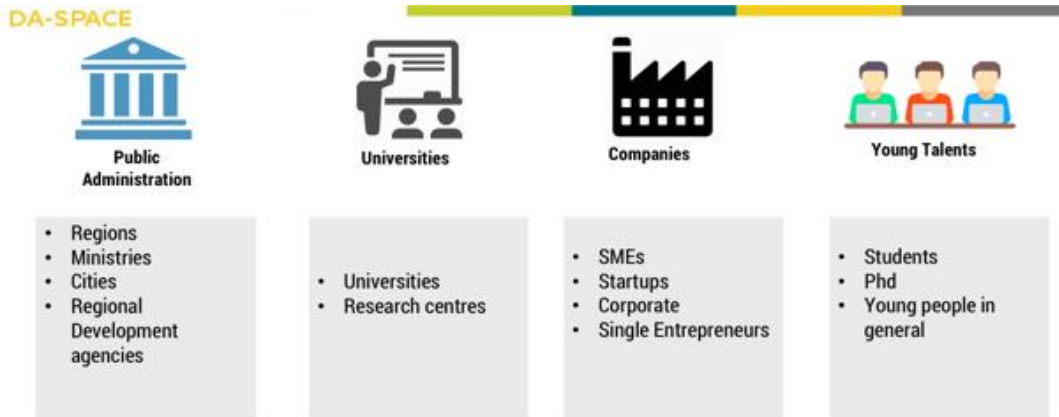 DA-SPACE
Public
Administration
Universities
Companies
Young Talents
• Regions
• Ministries
• Cities
• Regional
Development
agencies
• Universities
• Research centres
• SMEs
• Startups
• Corporate
• Single Entrepreneurs
• Students
• Phd
• Young people in
general